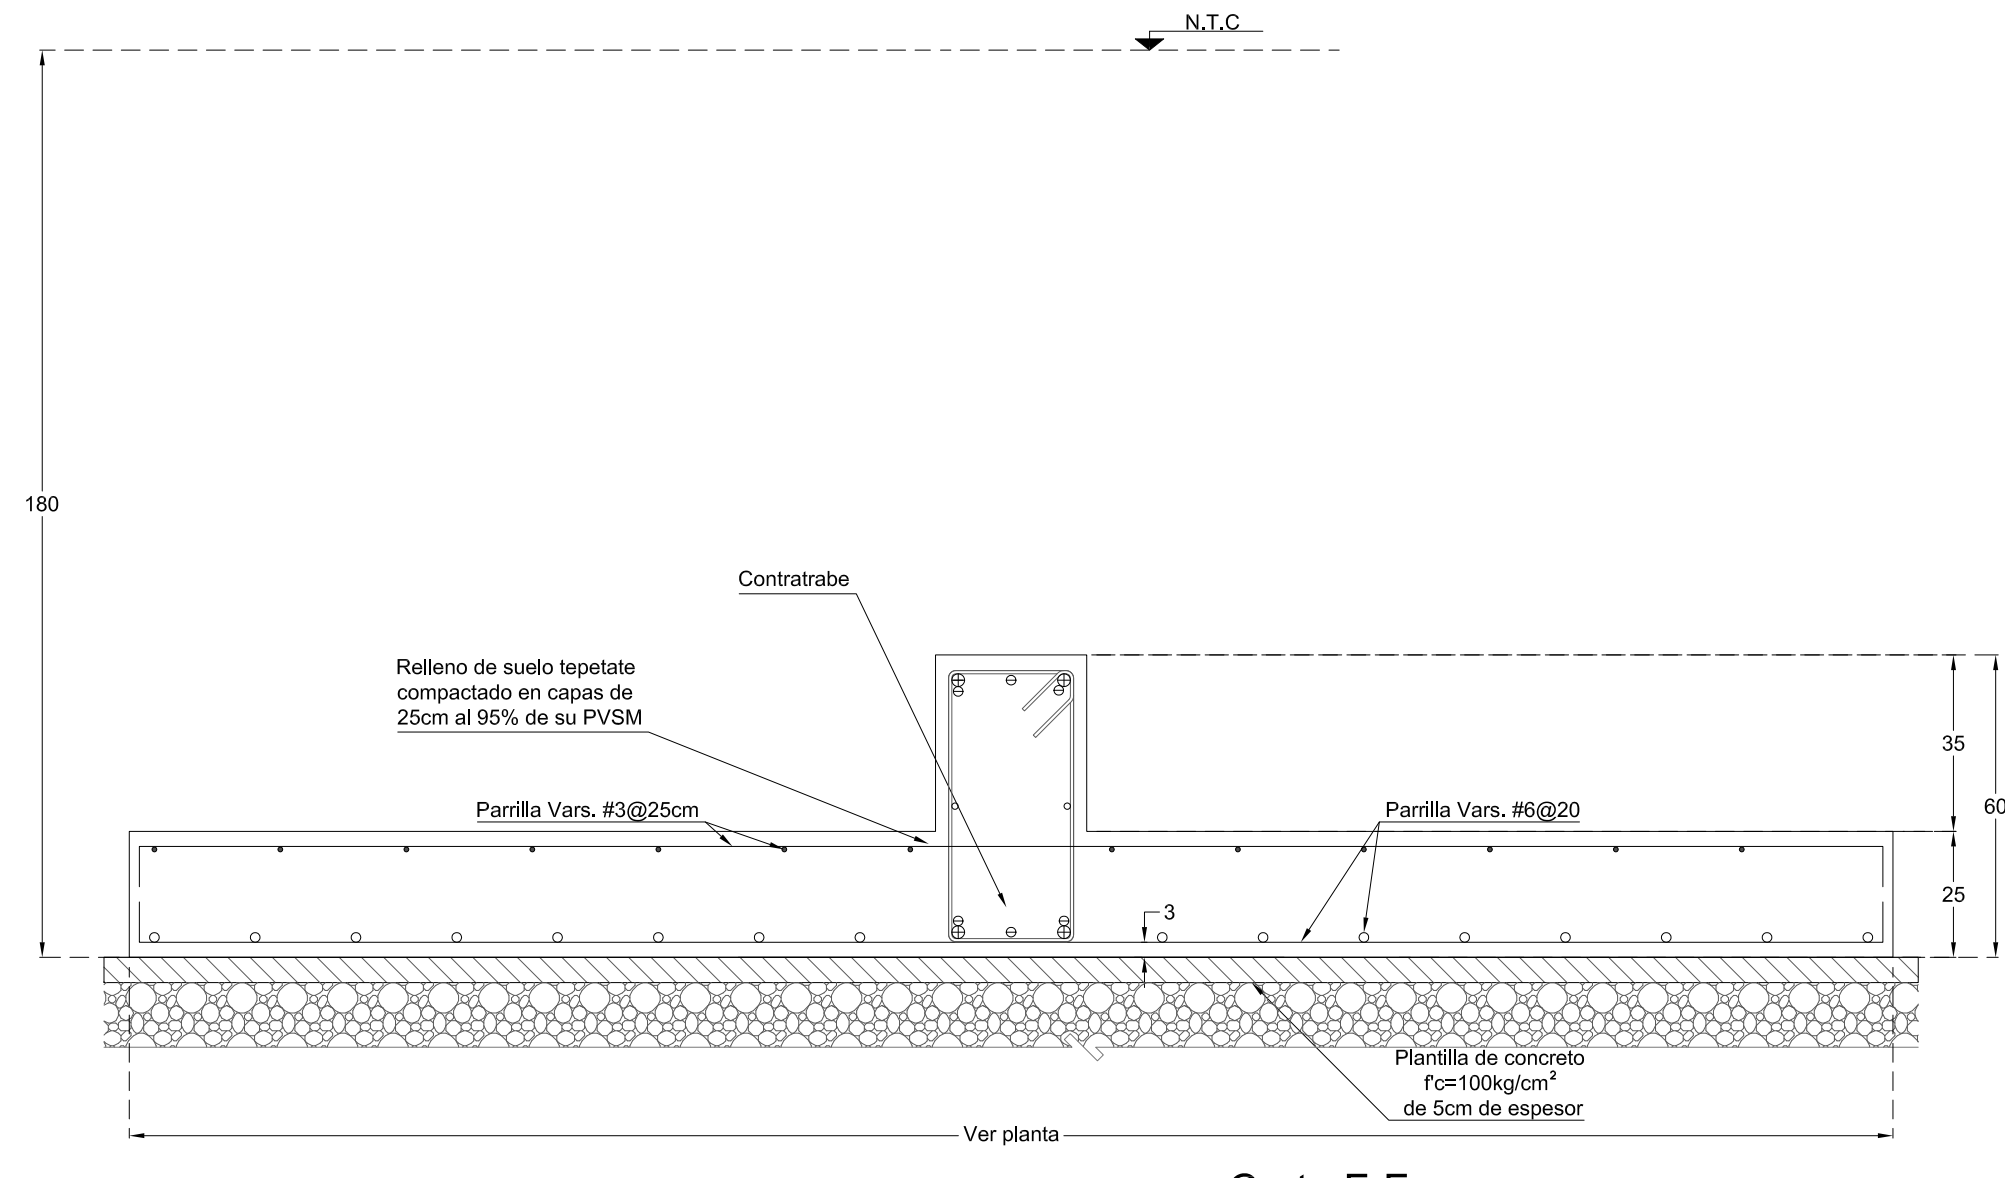 N.T.C
180
Contratrabe
Relleno de suelo tepetate
compactado en capas de
25cm al 95% de su PVSM
35
60
Parrilla Vars. #3@25cm
Parrilla Vars. #6@20
25
3
Plantilla de concreto
f'c=100kg/cm²
de 5cm de espesor
Ver planta